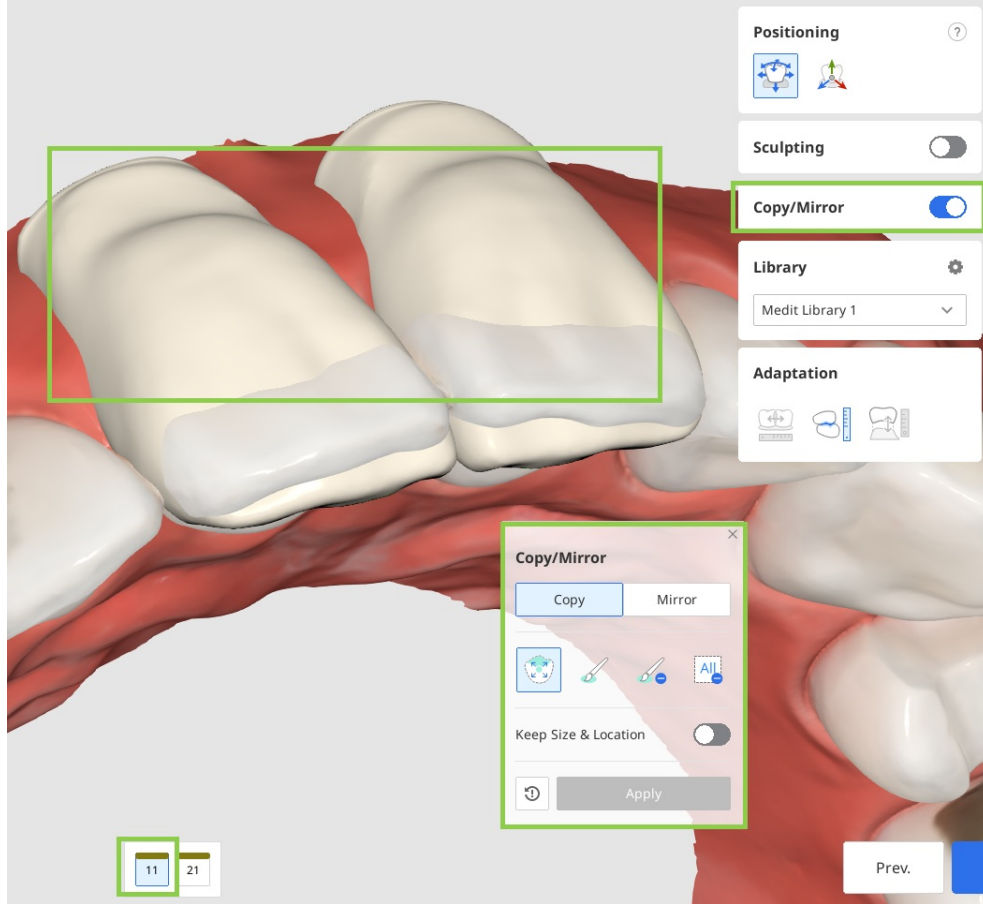 Positioning
?
Sculpting
Copy/Mirror
Library
Medit Library 1
Adaptation
Copy/Mirror
Copy Mirror
All
Keep Size & Location
Apply
11 21
Prev.